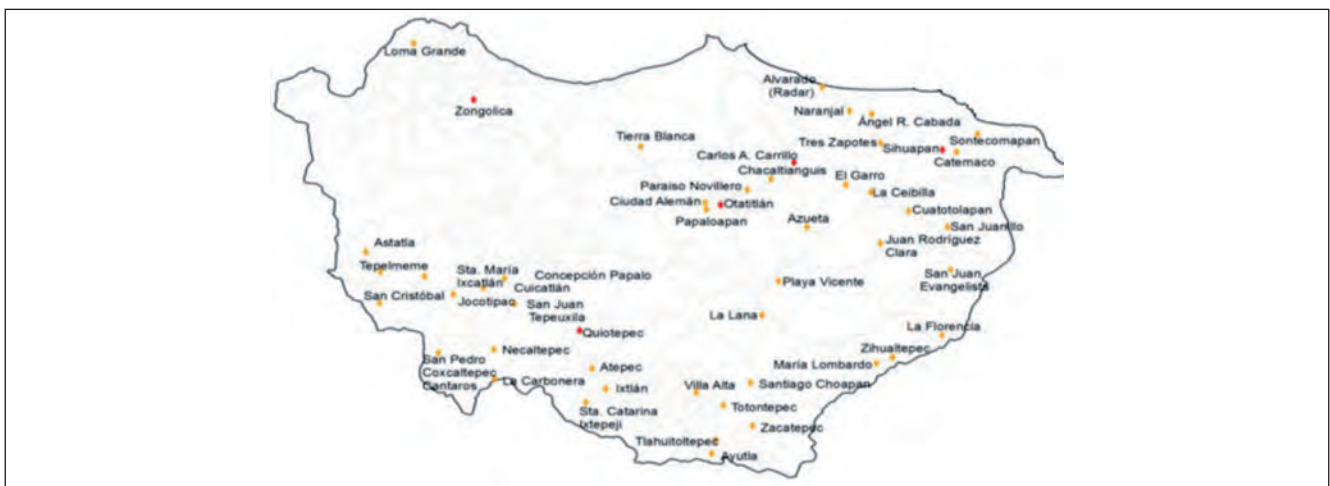 Loma Grande
Zongolica
Alvarado
(Radar)
Naranjal
Ángel R. Cabada
Tierra Blanca
Tres Zapotes
Sihuapan
Sontecomapan
Catemaco
Carlos A. Carrillo
Chacaltianguis
El Garro
Paraiso Novillero
La Ceibilla
Ciudad Alemán
Otatitlán
Papaloapan
Azueta
Cuatotolapan
San Juanillo
Astatla
Juan Rodríguez
Clara
Tepelmeme
Sta. María
Ixcatlán
Concepción Papalo
Cuicatlán
San Juan
Evangelista
Playa Vicente
San Cristóbal
Jocotipac
San Juan
Tepeuxila
La Lana
Quiotepec
La Florencia
Necaltepec
Zihualtepec
San Pedro
Coxcaltepec
Cantaros
María Lombardo
Atepec
La Carbonera
Ixtlán
Villa Alta
Santiago Choapan
Sta. Catarina
Ixtepeji
Totontepec
Zacatepec
Tlahuitoltepec
Ayutla